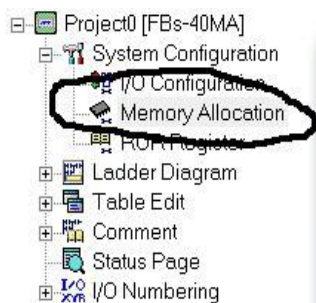 Project0 [FBs-40MA]
System Configuration
I/O Configuration
Memory Allocation
ROR Register
Ladder Diagram
Table Edit
Comment
Status Page
I/O Numbering